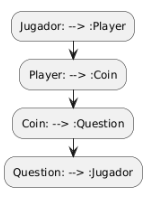 Jugador: --> :Player
Player: --> :Coin
Coin: --> :Question
Question: --> :Jugador